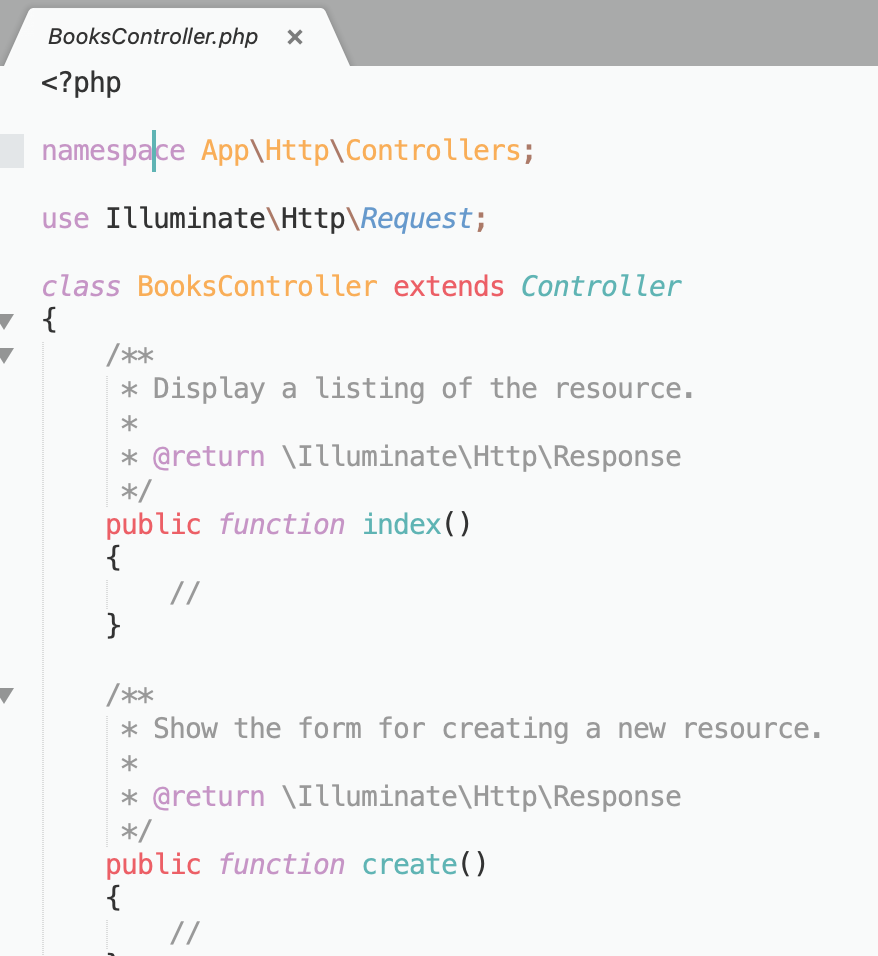 BooksController.php ×
<?php
namespace App\Http\Controllers;
use Illuminate\Http\Request;
class BooksController extends Controller
{
/**
* Display a listing of the resource.
*
* @return \Illuminate\Http\Response
*/
public function index()
{
//
}
/**
* Show the form for creating a new resource.
*
* @return \Illuminate\Http\Response
*/
public function create()
{
//